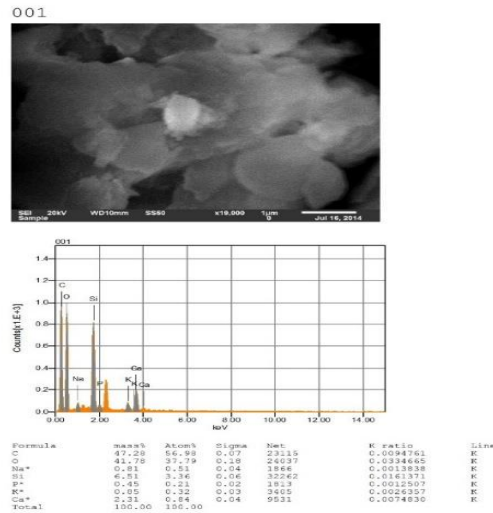 001
SEI 20kV WD10mm SS60 x19,000 1µm
Sample 0 Jul 16, 2014
001
Counts[x1.E+3]
1.4
1.2
1.0
0.8
0.6
0.4
0.2
0.0
C
O
Na
Si
P
K
K
Ca
Ca
0.00 2.00 4.00 6.00 8.00 10.00 12.00 14.00
keV
Formula mass% Atom% Sigma Net K ratio Line
C 47.28 56.98 0.07 23115 0.0094761 K
O 41.78 37.79 0.18 24037 0.0334665 K
Na* 0.81 0.51 0.04 1866 0.0013838 K
Si 6.51 3.36 0.06 32262 0.0161371 K
P* 0.45 0.21 0.02 1813 0.0012507 K
K* 0.85 0.32 0.03 3405 0.0026357 K
Ca* 2.31 0.84 0.04 9531 0.0074830 K
Total 100.00 100.00